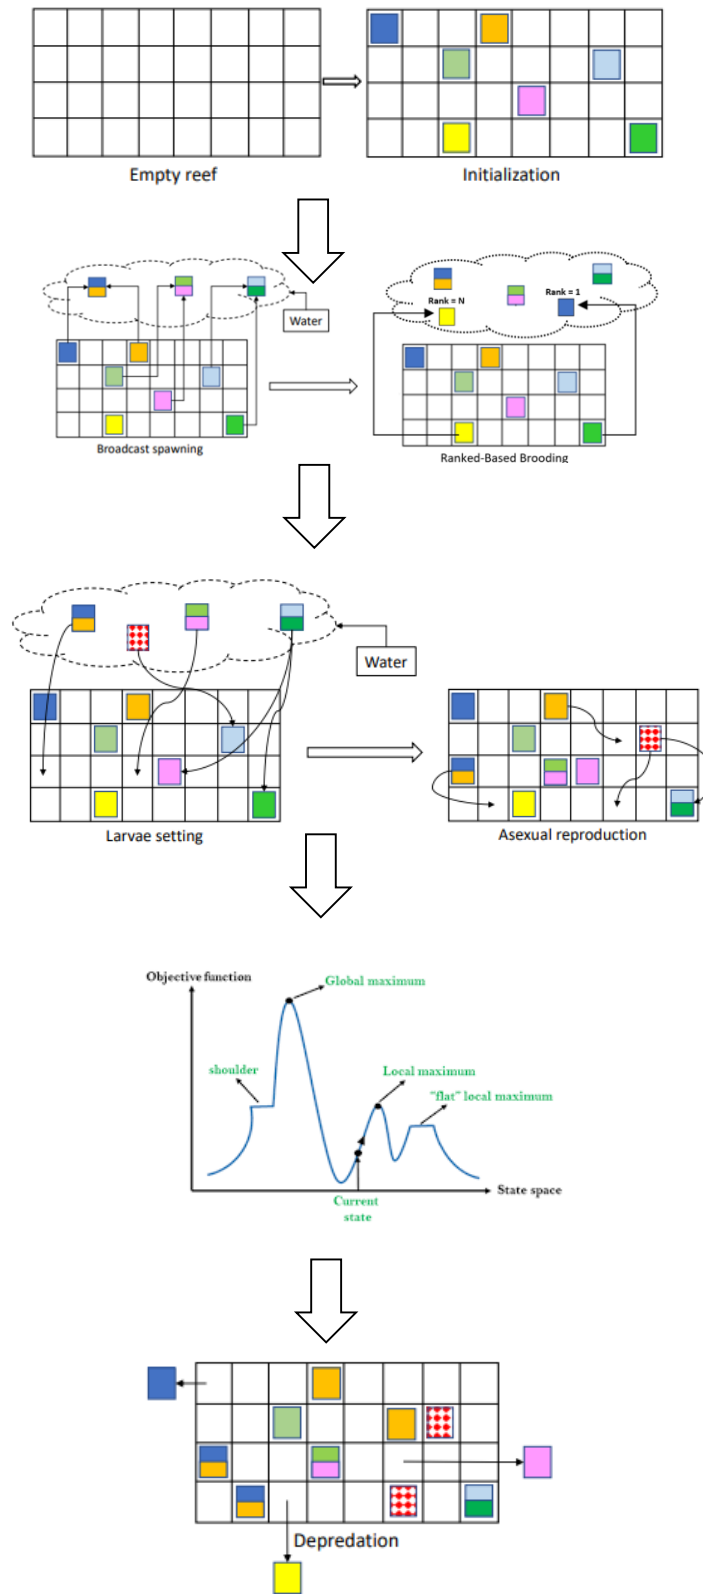 Empty reef
Initialization
Water
Broadcast spawning
Rank = N
Rank = 1
Ranked-Based Brooding
Water
Larvae setting
Asexual reproduction
Objective function
Global maximum
shoulder
Local maximum
"flat" local maximum
Current
state
State space
Depredation